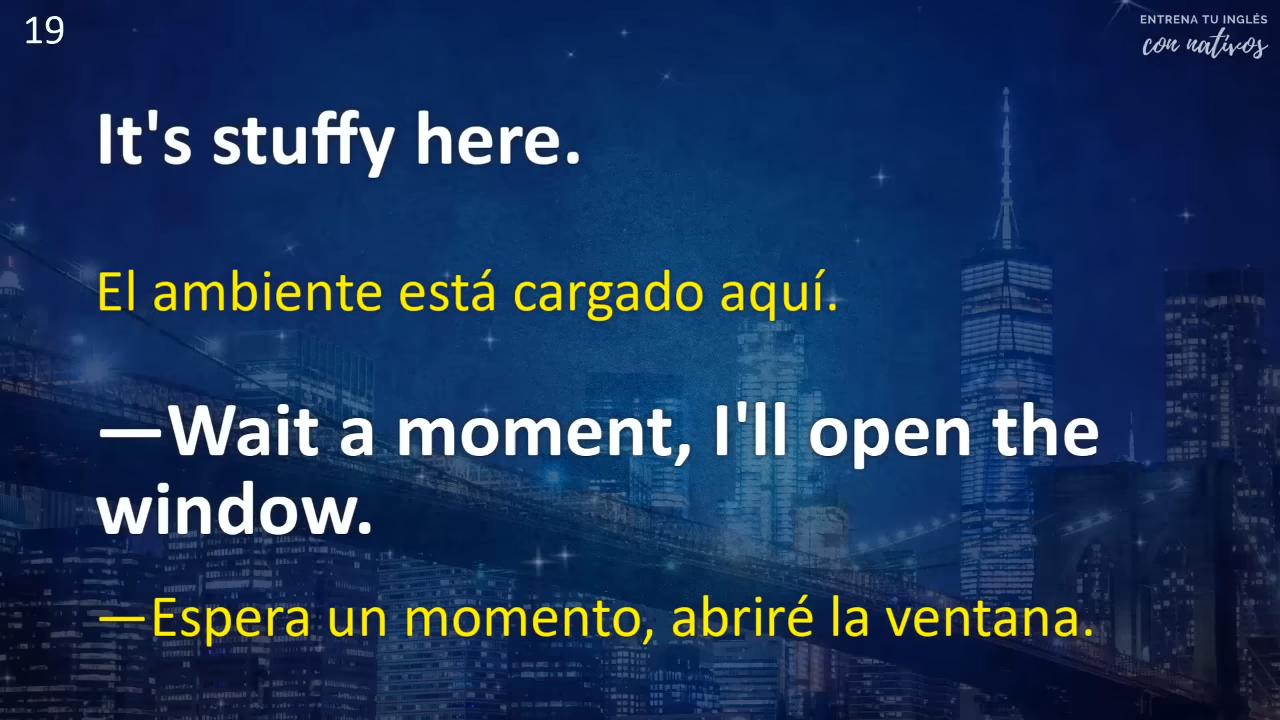 19
ENTRENA TU INGLÉS
con nativos
It's stuffy here.
El ambiente está cargado aquí.
—Wait a moment, I'll open the
window.
—Espera un momento, abriré la ventana.